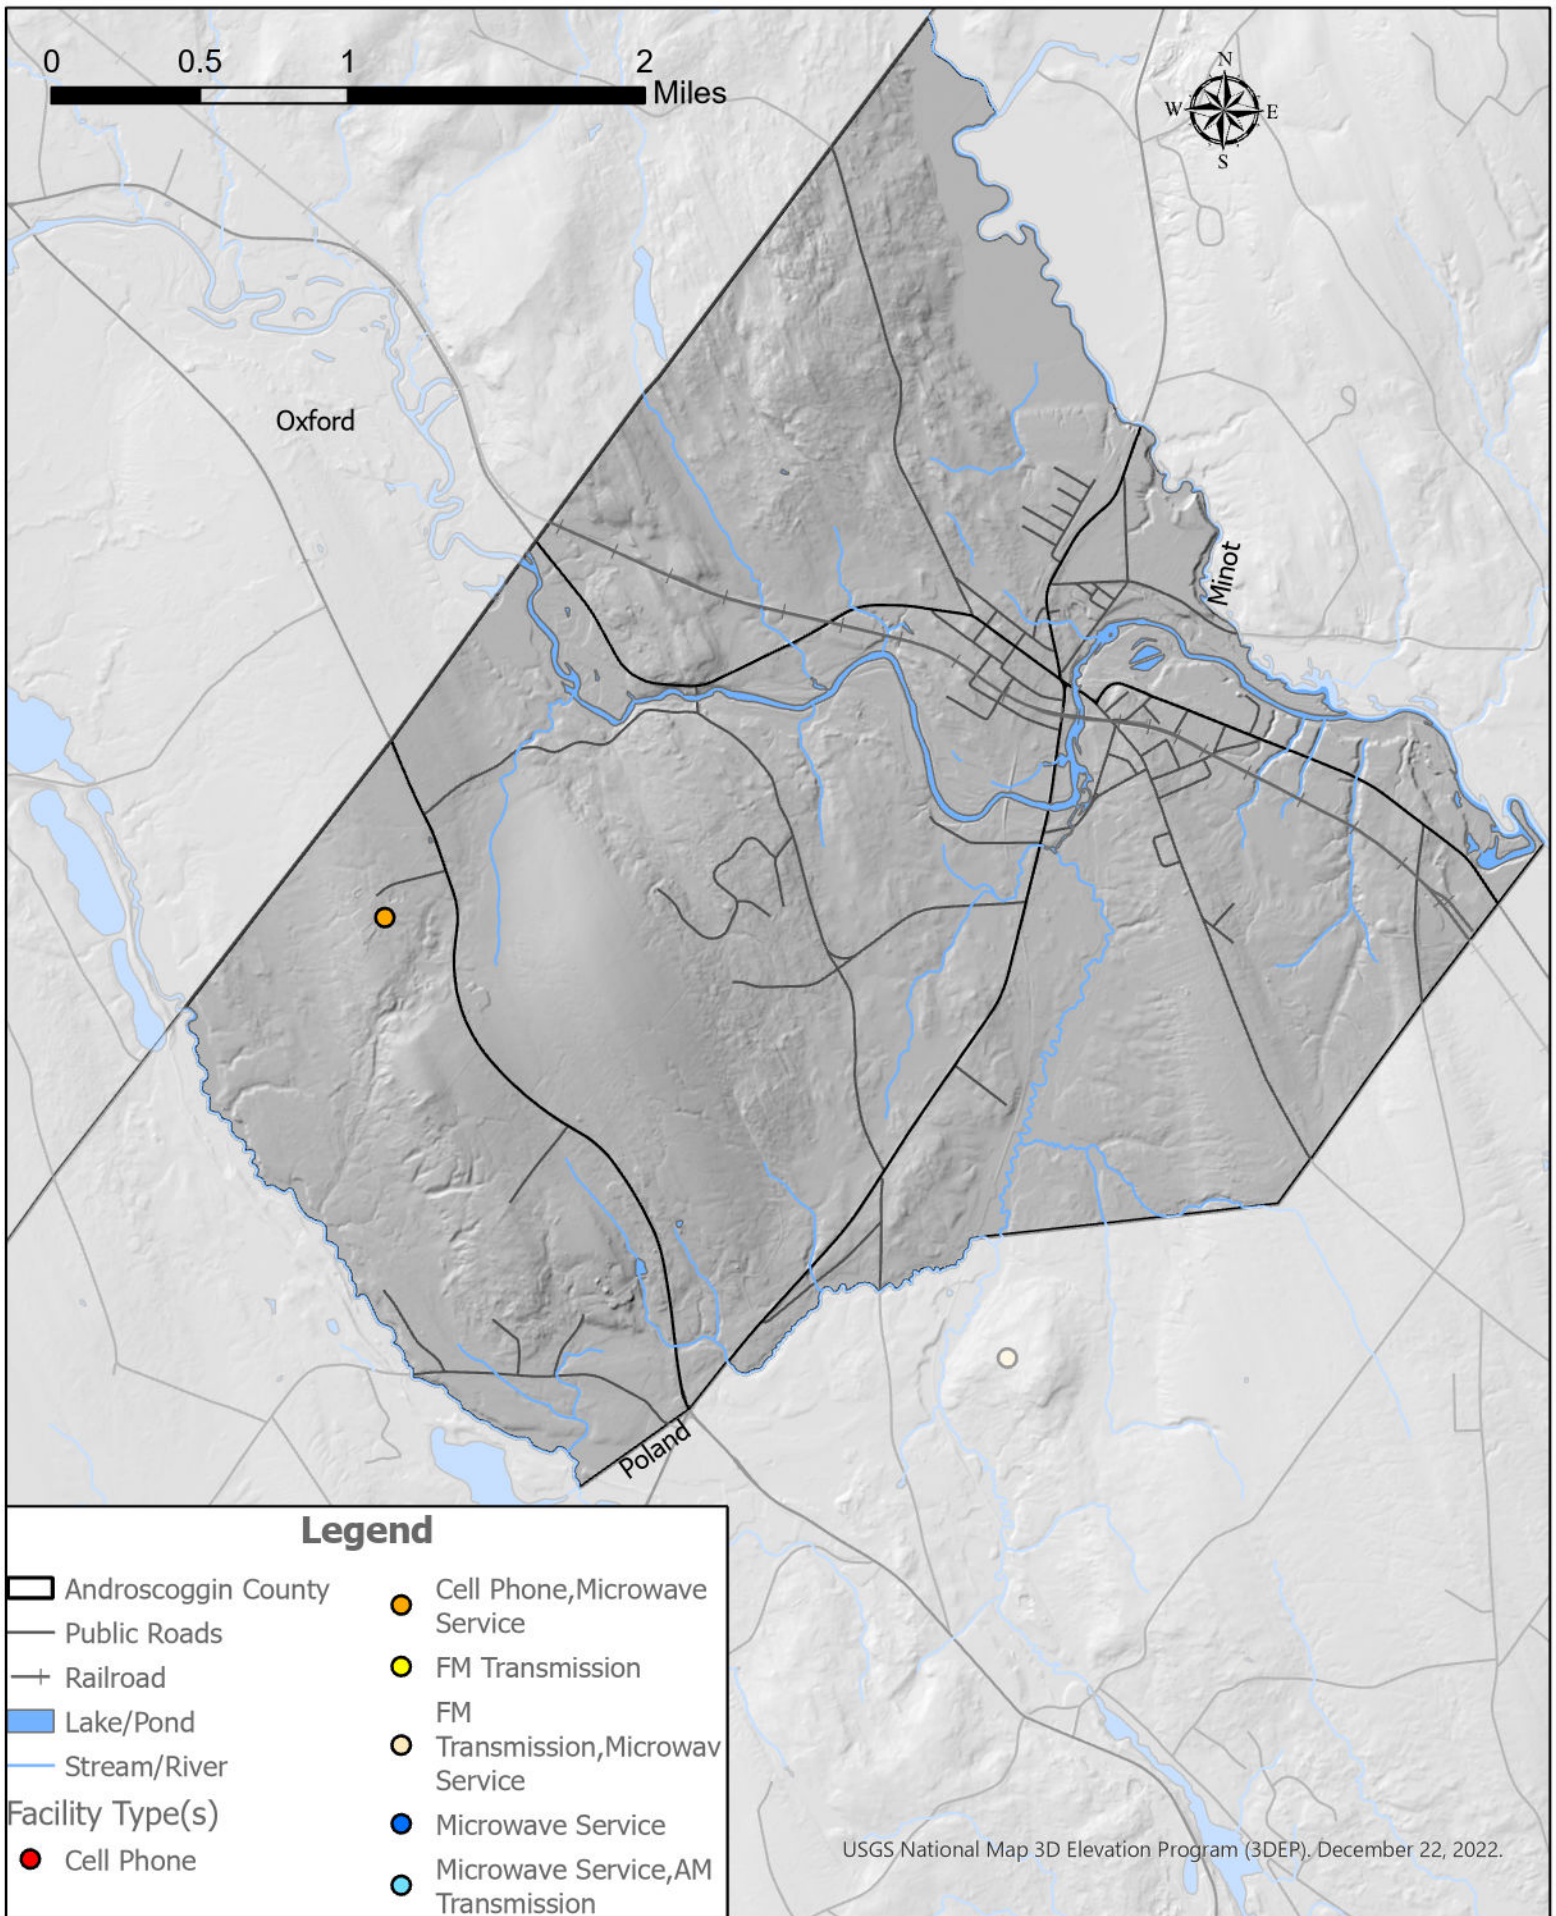 0 0.5 1 2
Miles
N
W E
S
Oxford
Minot
Poland
Legend
Androscoggin County
Public Roads
Railroad
Lake/Pond
Stream/River
Facility Type(s)
Cell Phone
Cell Phone,Microwave
Service
FM Transmission
FM
Transmission,Microwav
Service
Microwave Service
Microwave Service,AM
Transmission
USGS National Map 3D Elevation Program (3DEP). December 22, 2022.